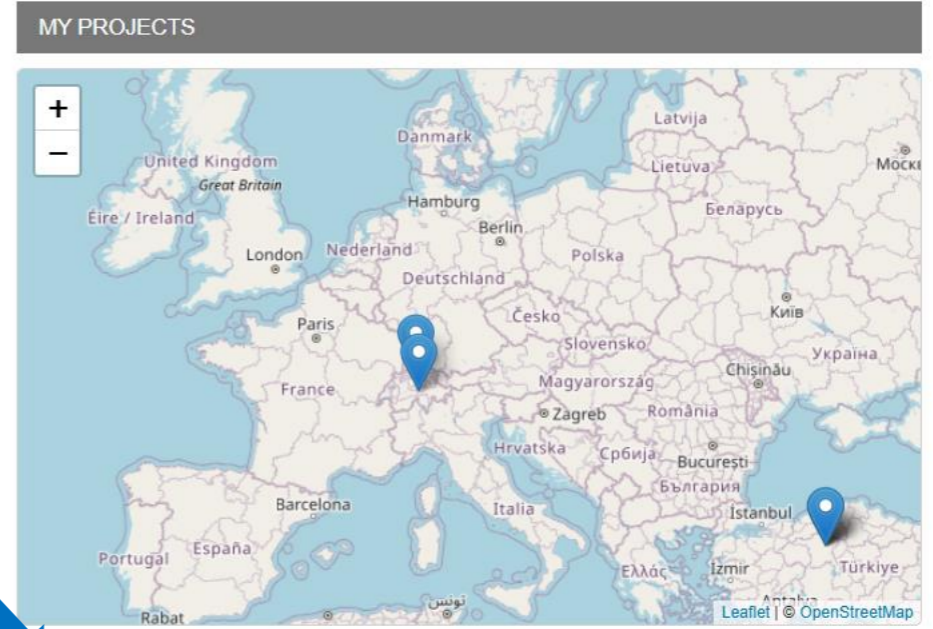 MY PROJECTS
+
−
Latvija
Danmark
Lietuva
United Kingdom
Great Britain
Hamburg
Беларусь
Éire / Ireland
Berlin
London
Nederland
Polska
Deutschland
Київ
Česko
Paris
Slovensko
Україна
Chișinău
France
Magyarország
Zagreb
România
Hrvatska
Србија
București
България
Barcelona
Italia
İstanbul
Portugal
España
Ελλάς
İzmir
Türkiye
تونس
Rabat
Leaflet | © OpenStreetMap